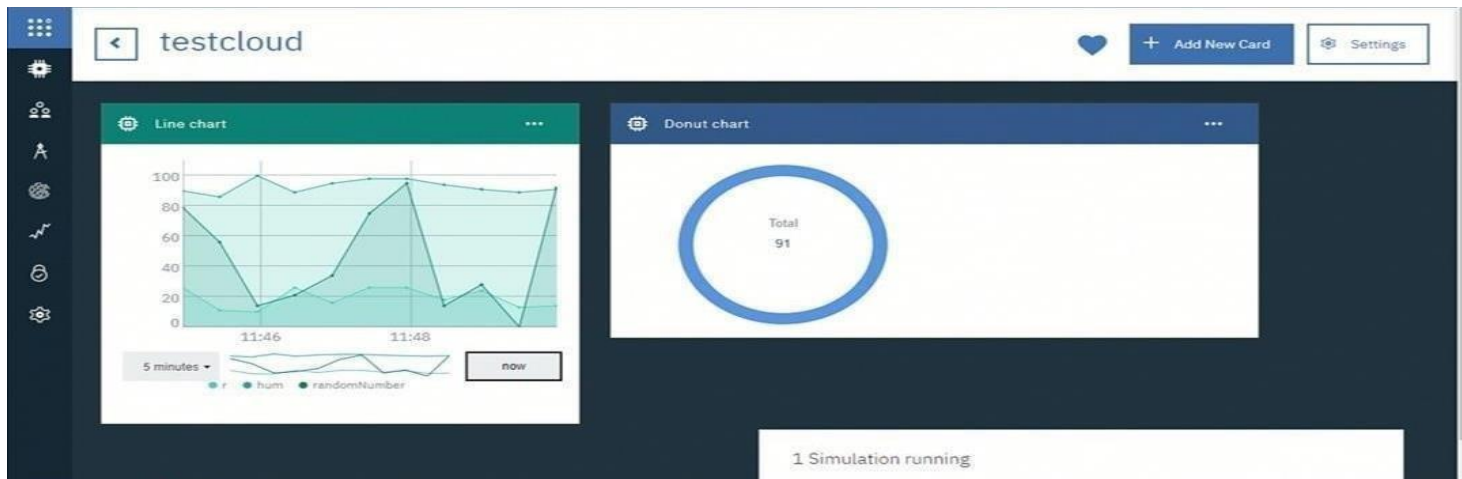 testcloud
+ Add New Card
Settings
Line chart
...
Donut chart
...
100
80
60
40
20
0
11:46
11:48
5 minutes
now
r hum randomNumber
Total
91
1 Simulation running